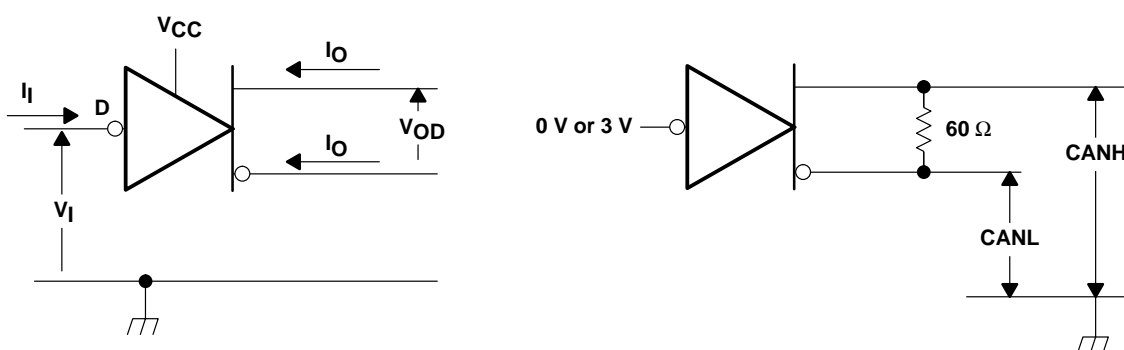 VCC
IO
II
D
VOD
IO
VI
0 V or 3 V
60 Ω
CANH
CANL